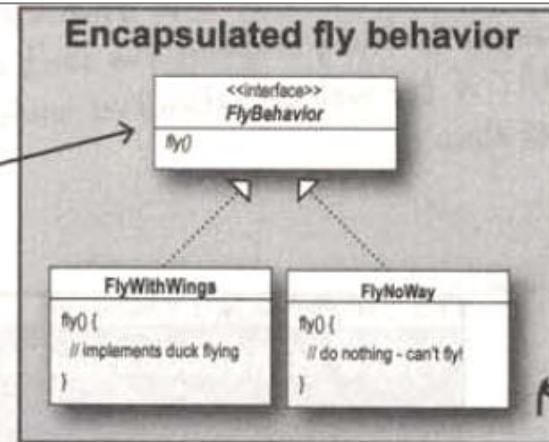 Encapsulated fly behavior
<<interface>>
FlyBehavior
fly()
FlyWithWings
fly() {
// implements duck flying
}
FlyNoWay
fly() {
// do nothing - can't fly!
}